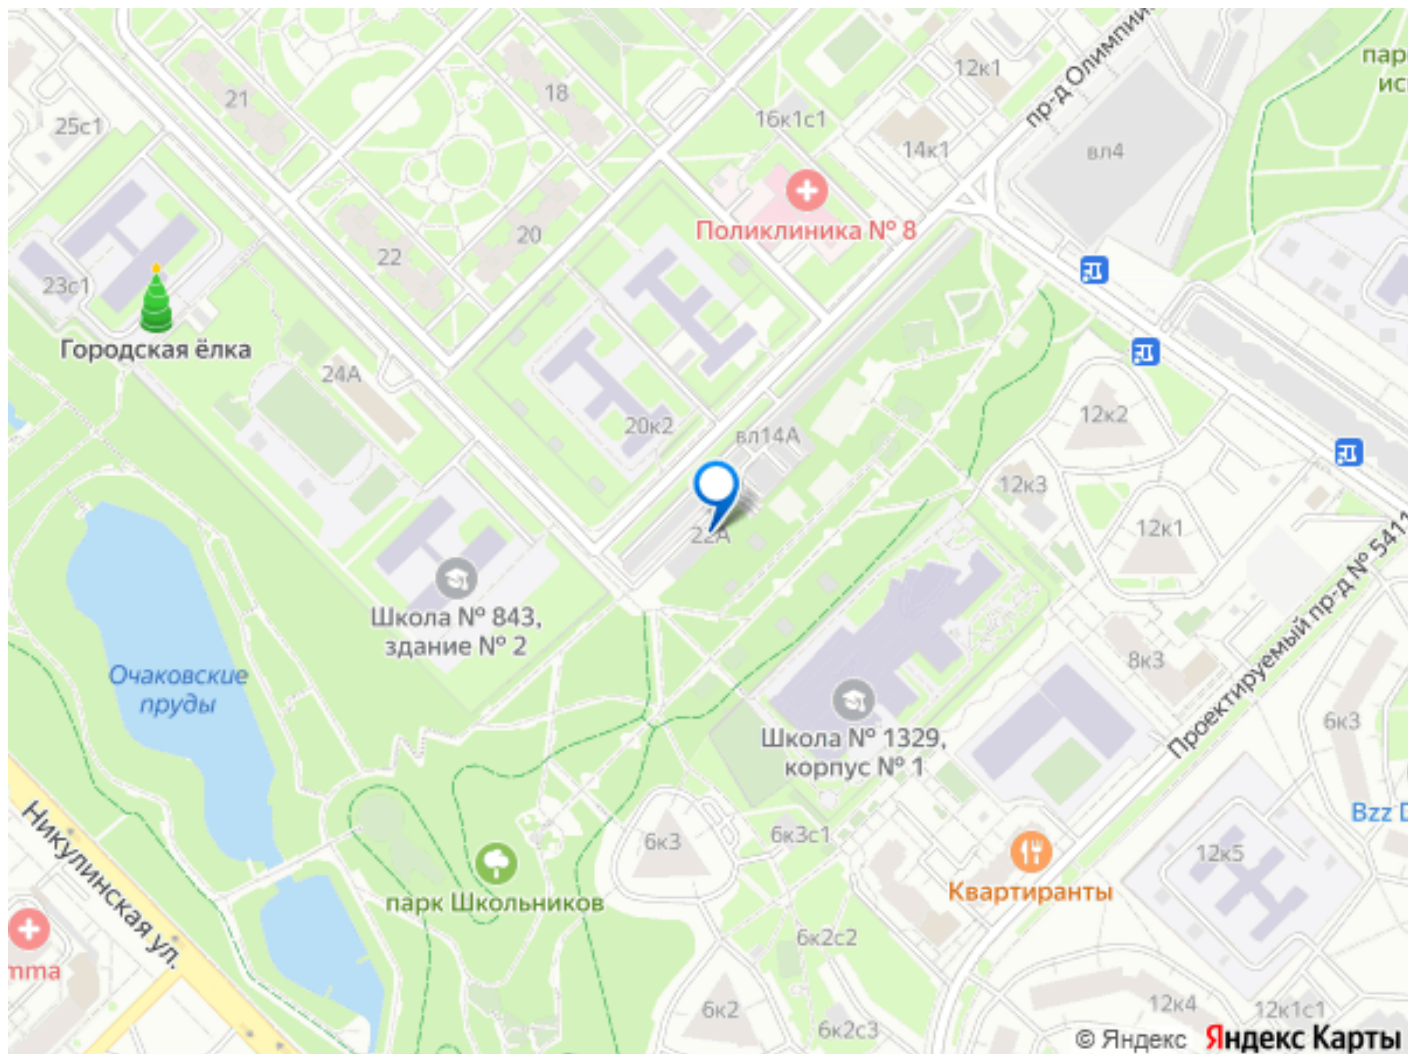 пр-д Олимпий
пар
ис
12к1
21
18
25с1
16к1с1
14к1
вл4
Поликлиника № 8
20
22
23с1
Городская ёлка
24А
20к2
вл14А
12к2
12к3
12к1
22А
Проектируемый пр-д № 5411
Школа № 843,
здание № 2
Очаковские
пруды
8к3
6к3
Школа № 1329,
корпус № 1
Bzz D
Никулинская ул.
6к3
6к3с1
12к5
Квартиранты
парк Школьников
6к2с2
mma
6к2
6к2с3
12к4
12к1с1
© Яндекс Яндекс Карты